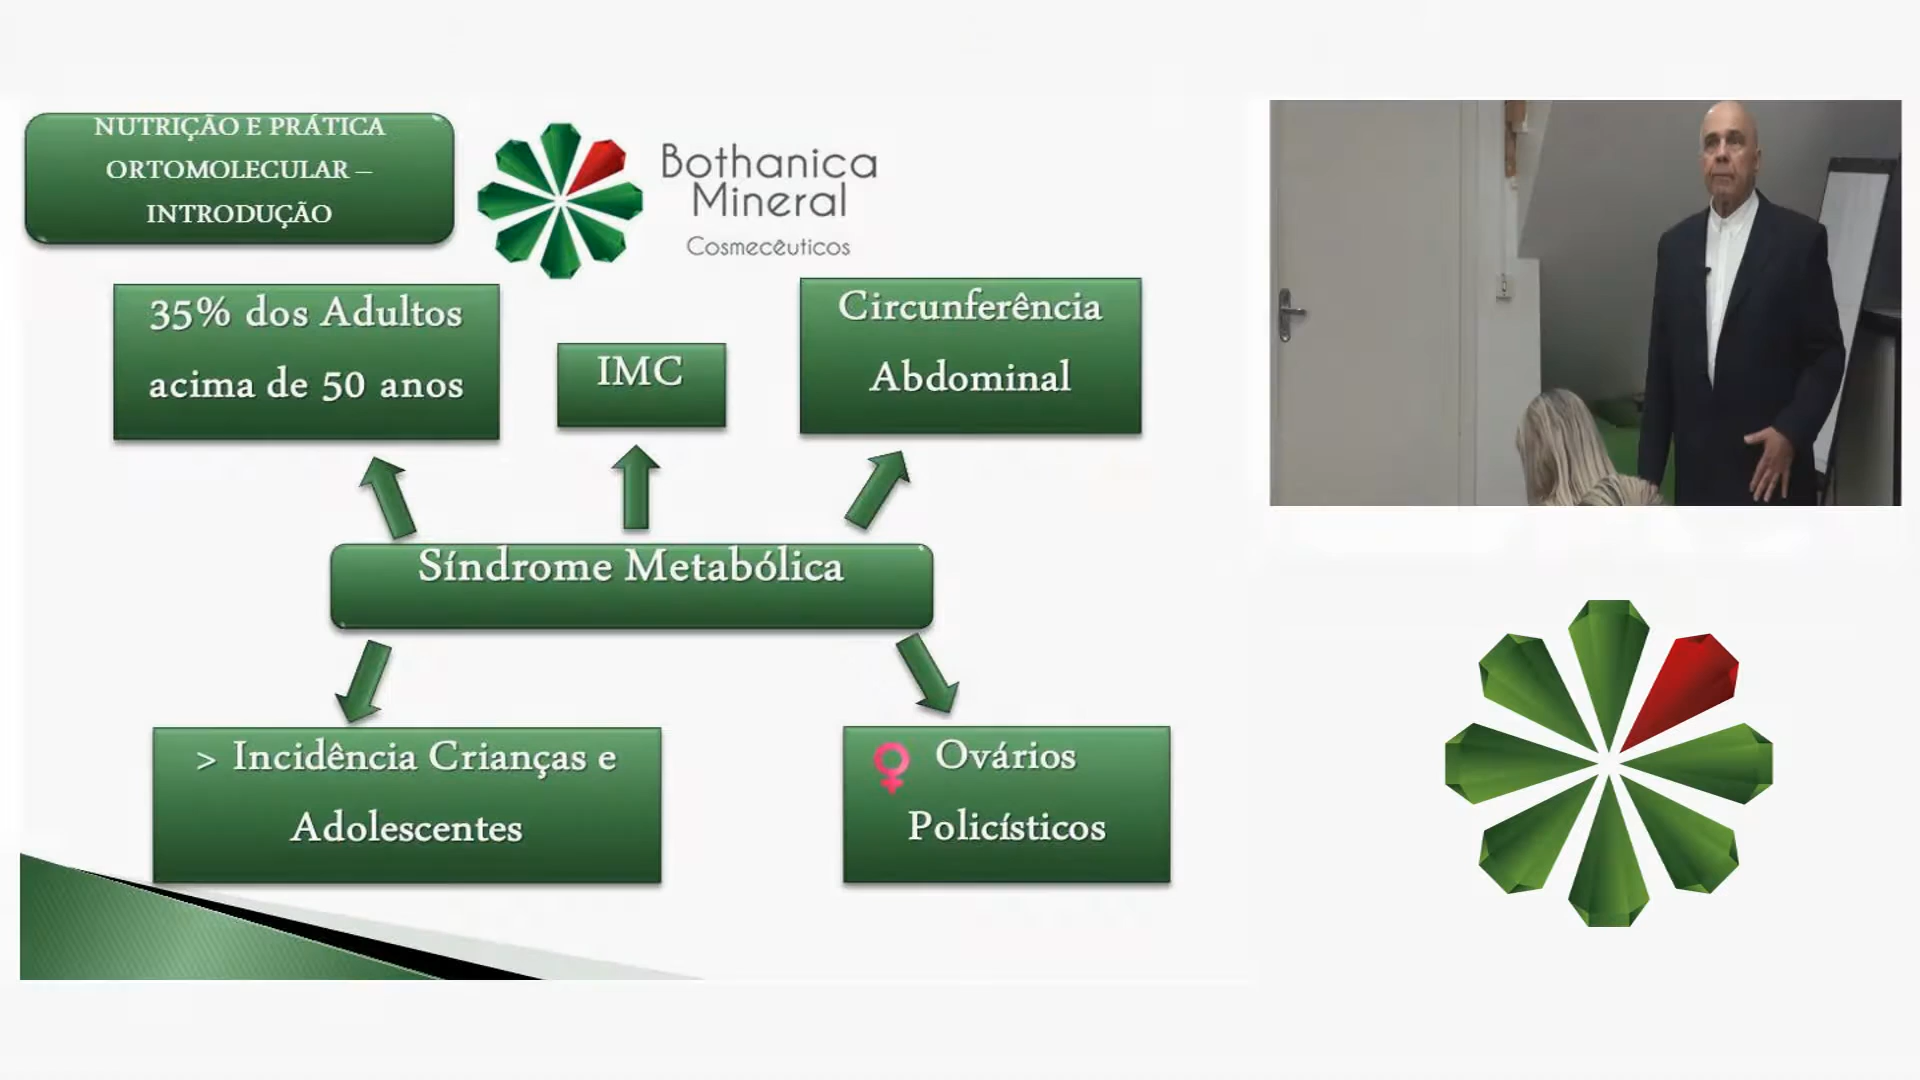 NUTRIÇÃO E PRÁTICA
ORTOMOLECULAR –
INTRODUÇÃO
Bothanica
Mineral
Cosmecêuticos
35% dos Adultos
acima de 50 anos
IMC
Circunferência
Abdominal
Síndrome Metabólica
> Incidência Crianças e
Adolescentes
Ovários
Policísticos